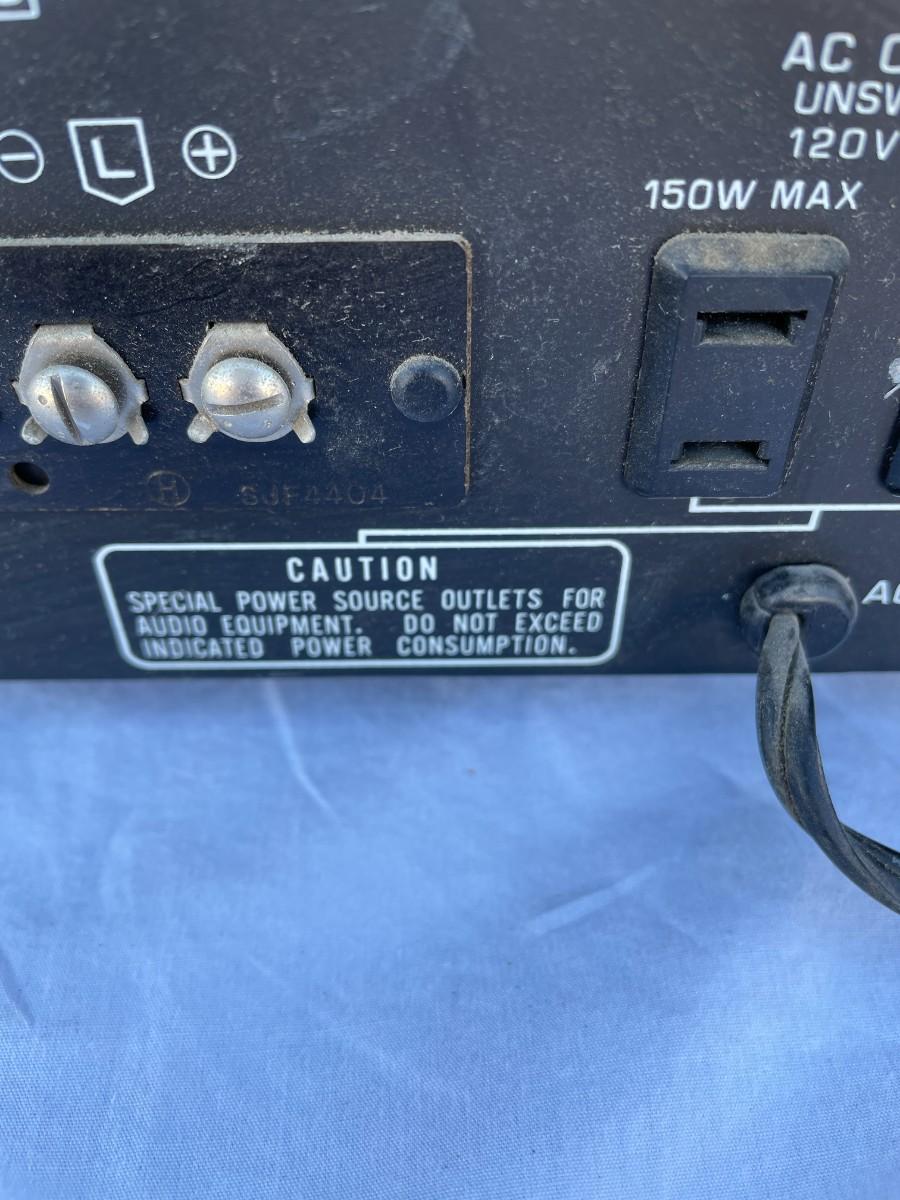 AC
UNSW
120V
− L +
150W MAX
H SJF4404
CAUTION
SPECIAL POWER SOURCE OUTLETS FOR
AUDIO EQUIPMENT. DO NOT EXCEED
INDICATED POWER CONSUMPTION.